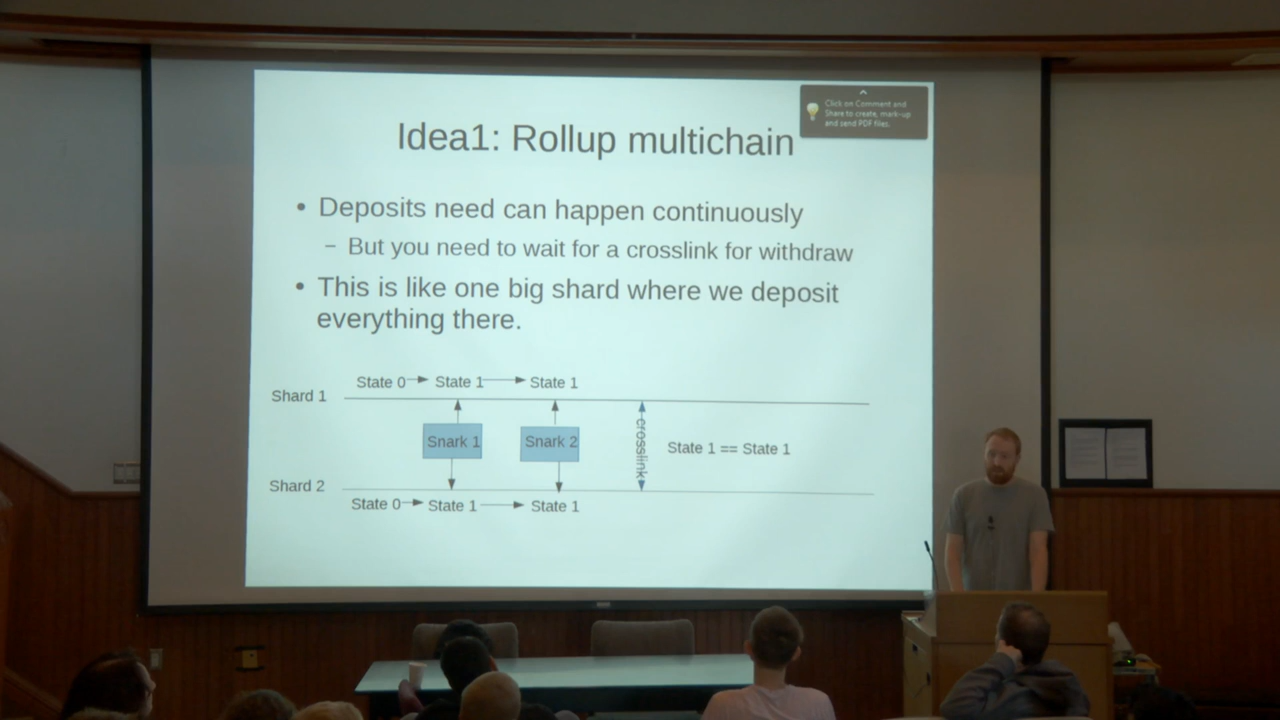 Click on Comment and
Share to create, mark-up
and send PDF files.
Idea1: Rollup multichain
• Deposits need can happen continuously
– But you need to wait for a crosslink for withdraw
• This is like one big shard where we deposit
everything there.
State 0 State 1 State 1
Shard 1
Snark 1 Snark 2 crosslink State 1 == State 1
Shard 2
State 0 State 1 State 1